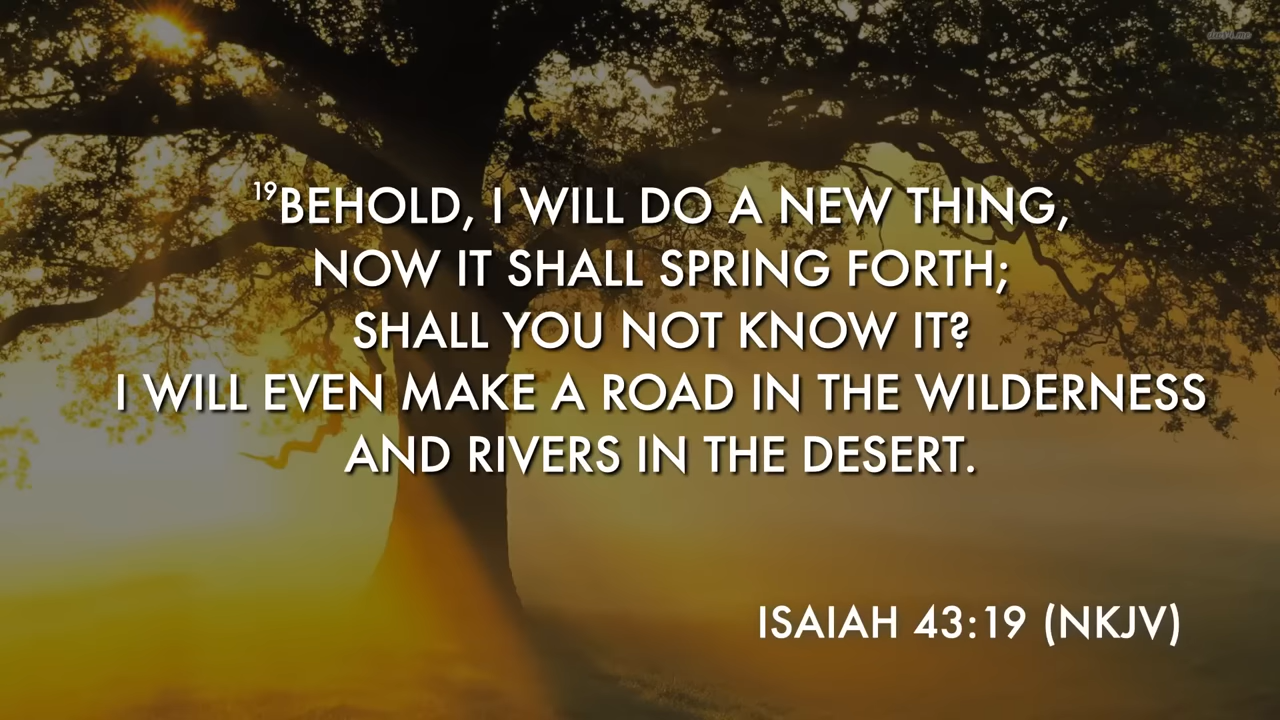 19BEHOLD, I WILL DO A NEW THING,
NOW IT SHALL SPRING FORTH;
SHALL YOU NOT KNOW IT?
I WILL EVEN MAKE A ROAD IN THE WILDERNESS
AND RIVERS IN THE DESERT.
ISAIAH 43:19 (NKJV)